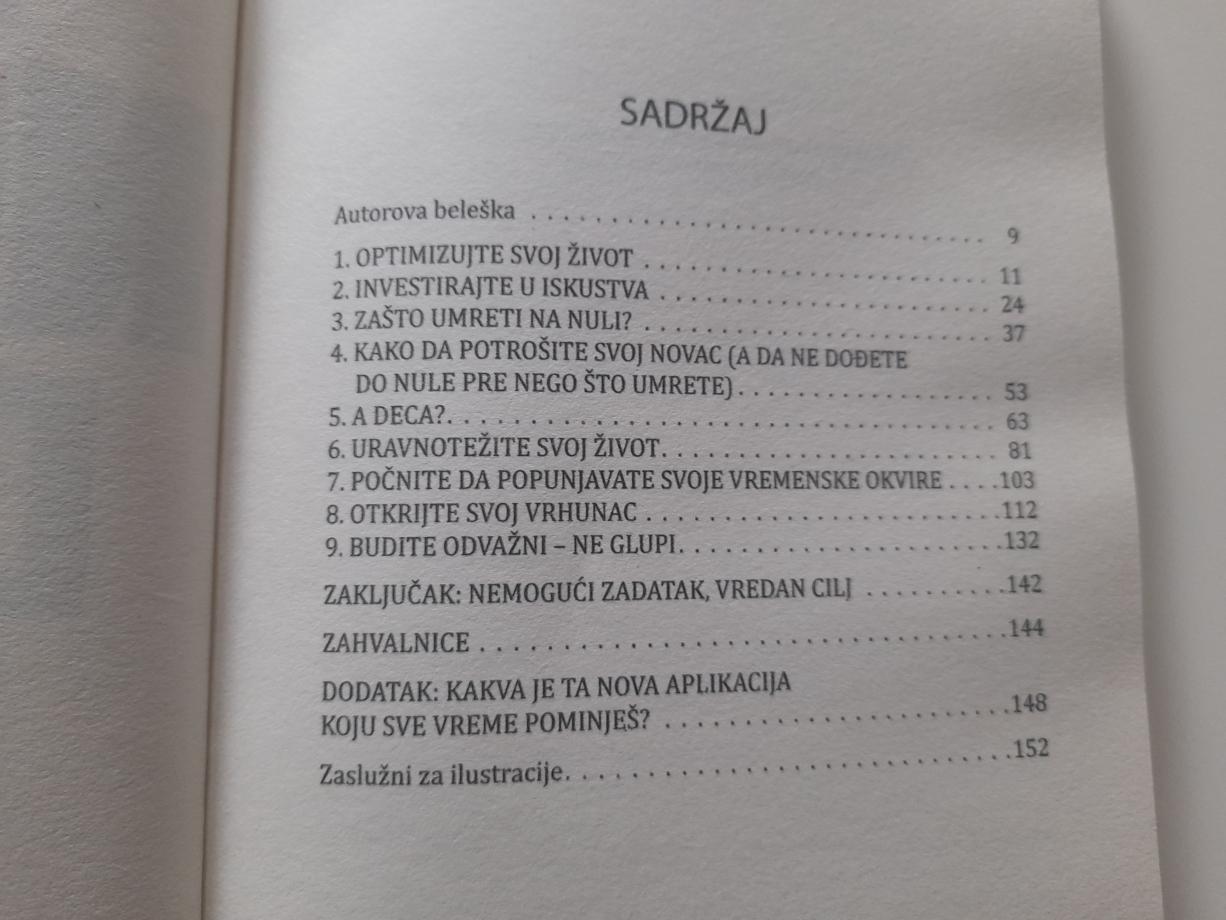 SADRŽAJ
Autorova beleška . . . . . . . . . . . . . . . . . . . . . . . . . . . . 9
1. OPTIMIZUJTE SVOJ ŽIVOT . . . . . . . . . . . . . . . . . . . . . 11
2. INVESTIRAJTE U ISKUSTVA . . . . . . . . . . . . . . . . . . . . 24
3. ZAŠTO UMRETI NA NULI? . . . . . . . . . . . . . . . . . . . . . 37
4. KAKO DA POTROŠITE SVOJ NOVAC (A DA NE DOĐETE
DO NULE PRE NEGO ŠTO UMRETE) . . . . . . . . . . . . . . . . 53
5. A DECA?. . . . . . . . . . . . . . . . . . . . . . . . . . . . . . . . . 63
6. URAVNOTEŽITE SVOJ ŽIVOT. . . . . . . . . . . . . . . . . . . . 81
7. POČNITE DA POPUNJAVATE SVOJE VREMENSKE OKVIRE . . . .103
8. OTKRIJTE SVOJ VRHUNAC . . . . . . . . . . . . . . . . . . . . . .112
9. BUDITE ODVAŽNI – NE GLUPI. . . . . . . . . . . . . . . . . . . .132
ZAKLJUČAK: NEMOGUĆI ZADATAK, VREDAN CILJ . . . . . . . . .142
ZAHVALNICE . . . . . . . . . . . . . . . . . . . . . . . . . . . . . . . .144
DODATAK: KAKVA JE TA NOVA APLIKACIJA
KOJU SVE VREME POMINJEŠ? . . . . . . . . . . . . . . . . . . . . .148
Zaslužni za ilustracije. . . . . . . . . . . . . . . . . . . . . . . . . . .152